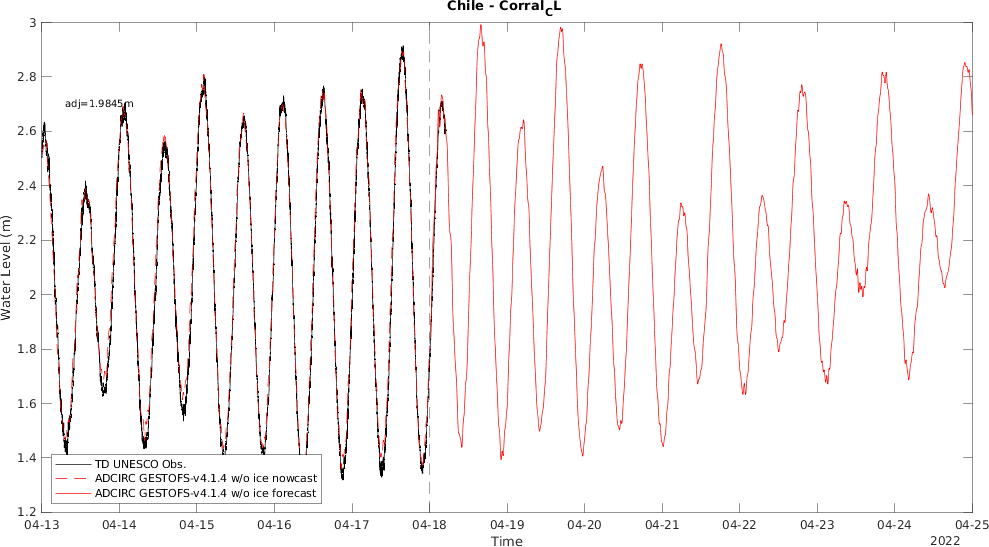 Chile - Corral_CL
3
2.8
2.6
2.4
2.2
2
1.8
1.6
1.4
1.2
Water Level (m)
adj=1.9845m
TD UNESCO Obs.
ADCIRC GESTOFS-v4.1.4 w/o ice nowcast
ADCIRC GESTOFS-v4.1.4 w/o ice forecast
04-13 04-14 04-15 04-16 04-17 04-18 04-19 04-20 04-21 04-22 04-23 04-24 04-25
Time
2022